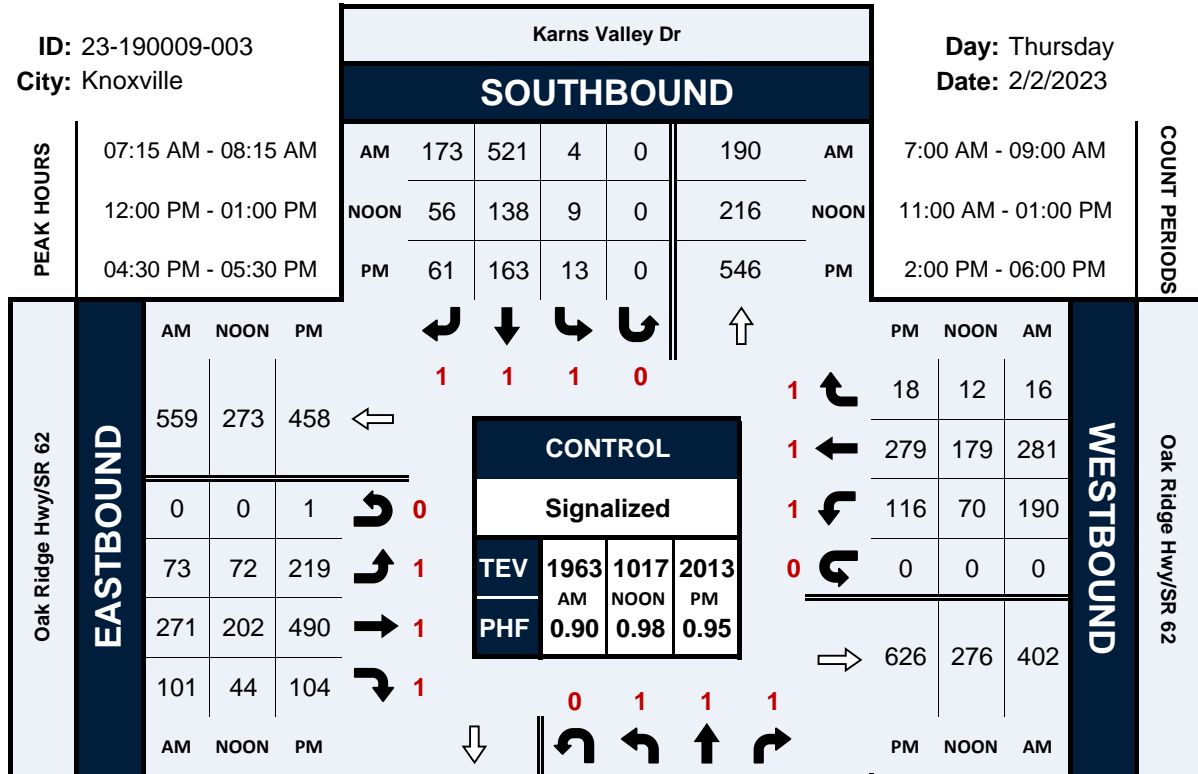 Karns Valley Dr
ID: 23-190009-003
Day: Thursday
City: Knoxville
SOUTHBOUND
Date: 2/2/2023
PEAK HOURS
07:15 AM - 08:15 AM
AM 173 521 4 0 190 AM
7:00 AM - 09:00 AM
COUNT PERIODS
12:00 PM - 01:00 PM
NOON 56 138 9 0 216 NOON
11:00 AM - 01:00 PM
04:30 PM - 05:30 PM
PM 61 163 13 0 546 PM
2:00 PM - 06:00 PM
Oak Ridge Hwy/SR 62
EASTBOUND
AM NOON PM
559 273 458
0 0 1 0
73 72 219 1
271 202 490 1
101 44 104 1
AM NOON PM
1 1 1 0
CONTROL
Signalized
TEV 1963 1017 2013
AM NOON PM
PHF 0.90 0.98 0.95
0 1 1 1
PM NOON AM
1 18 12 16
1 279 179 281
1 116 70 190
0 0 0 0
626 276 402
PM NOON AM
WESTBOUND
Oak Ridge Hwy/SR 62